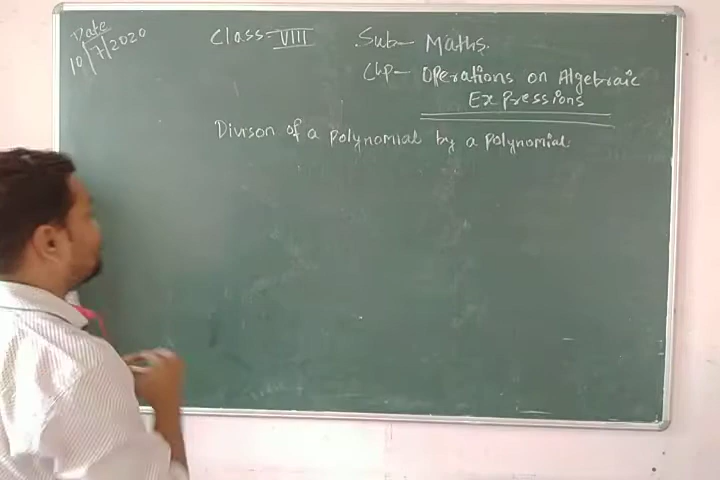 Date
10/7/2020
Class-VIII
Sub- Maths.
Chp- Operations on Algebraic
Expressions
Divison of a polynomial by a polynomial.